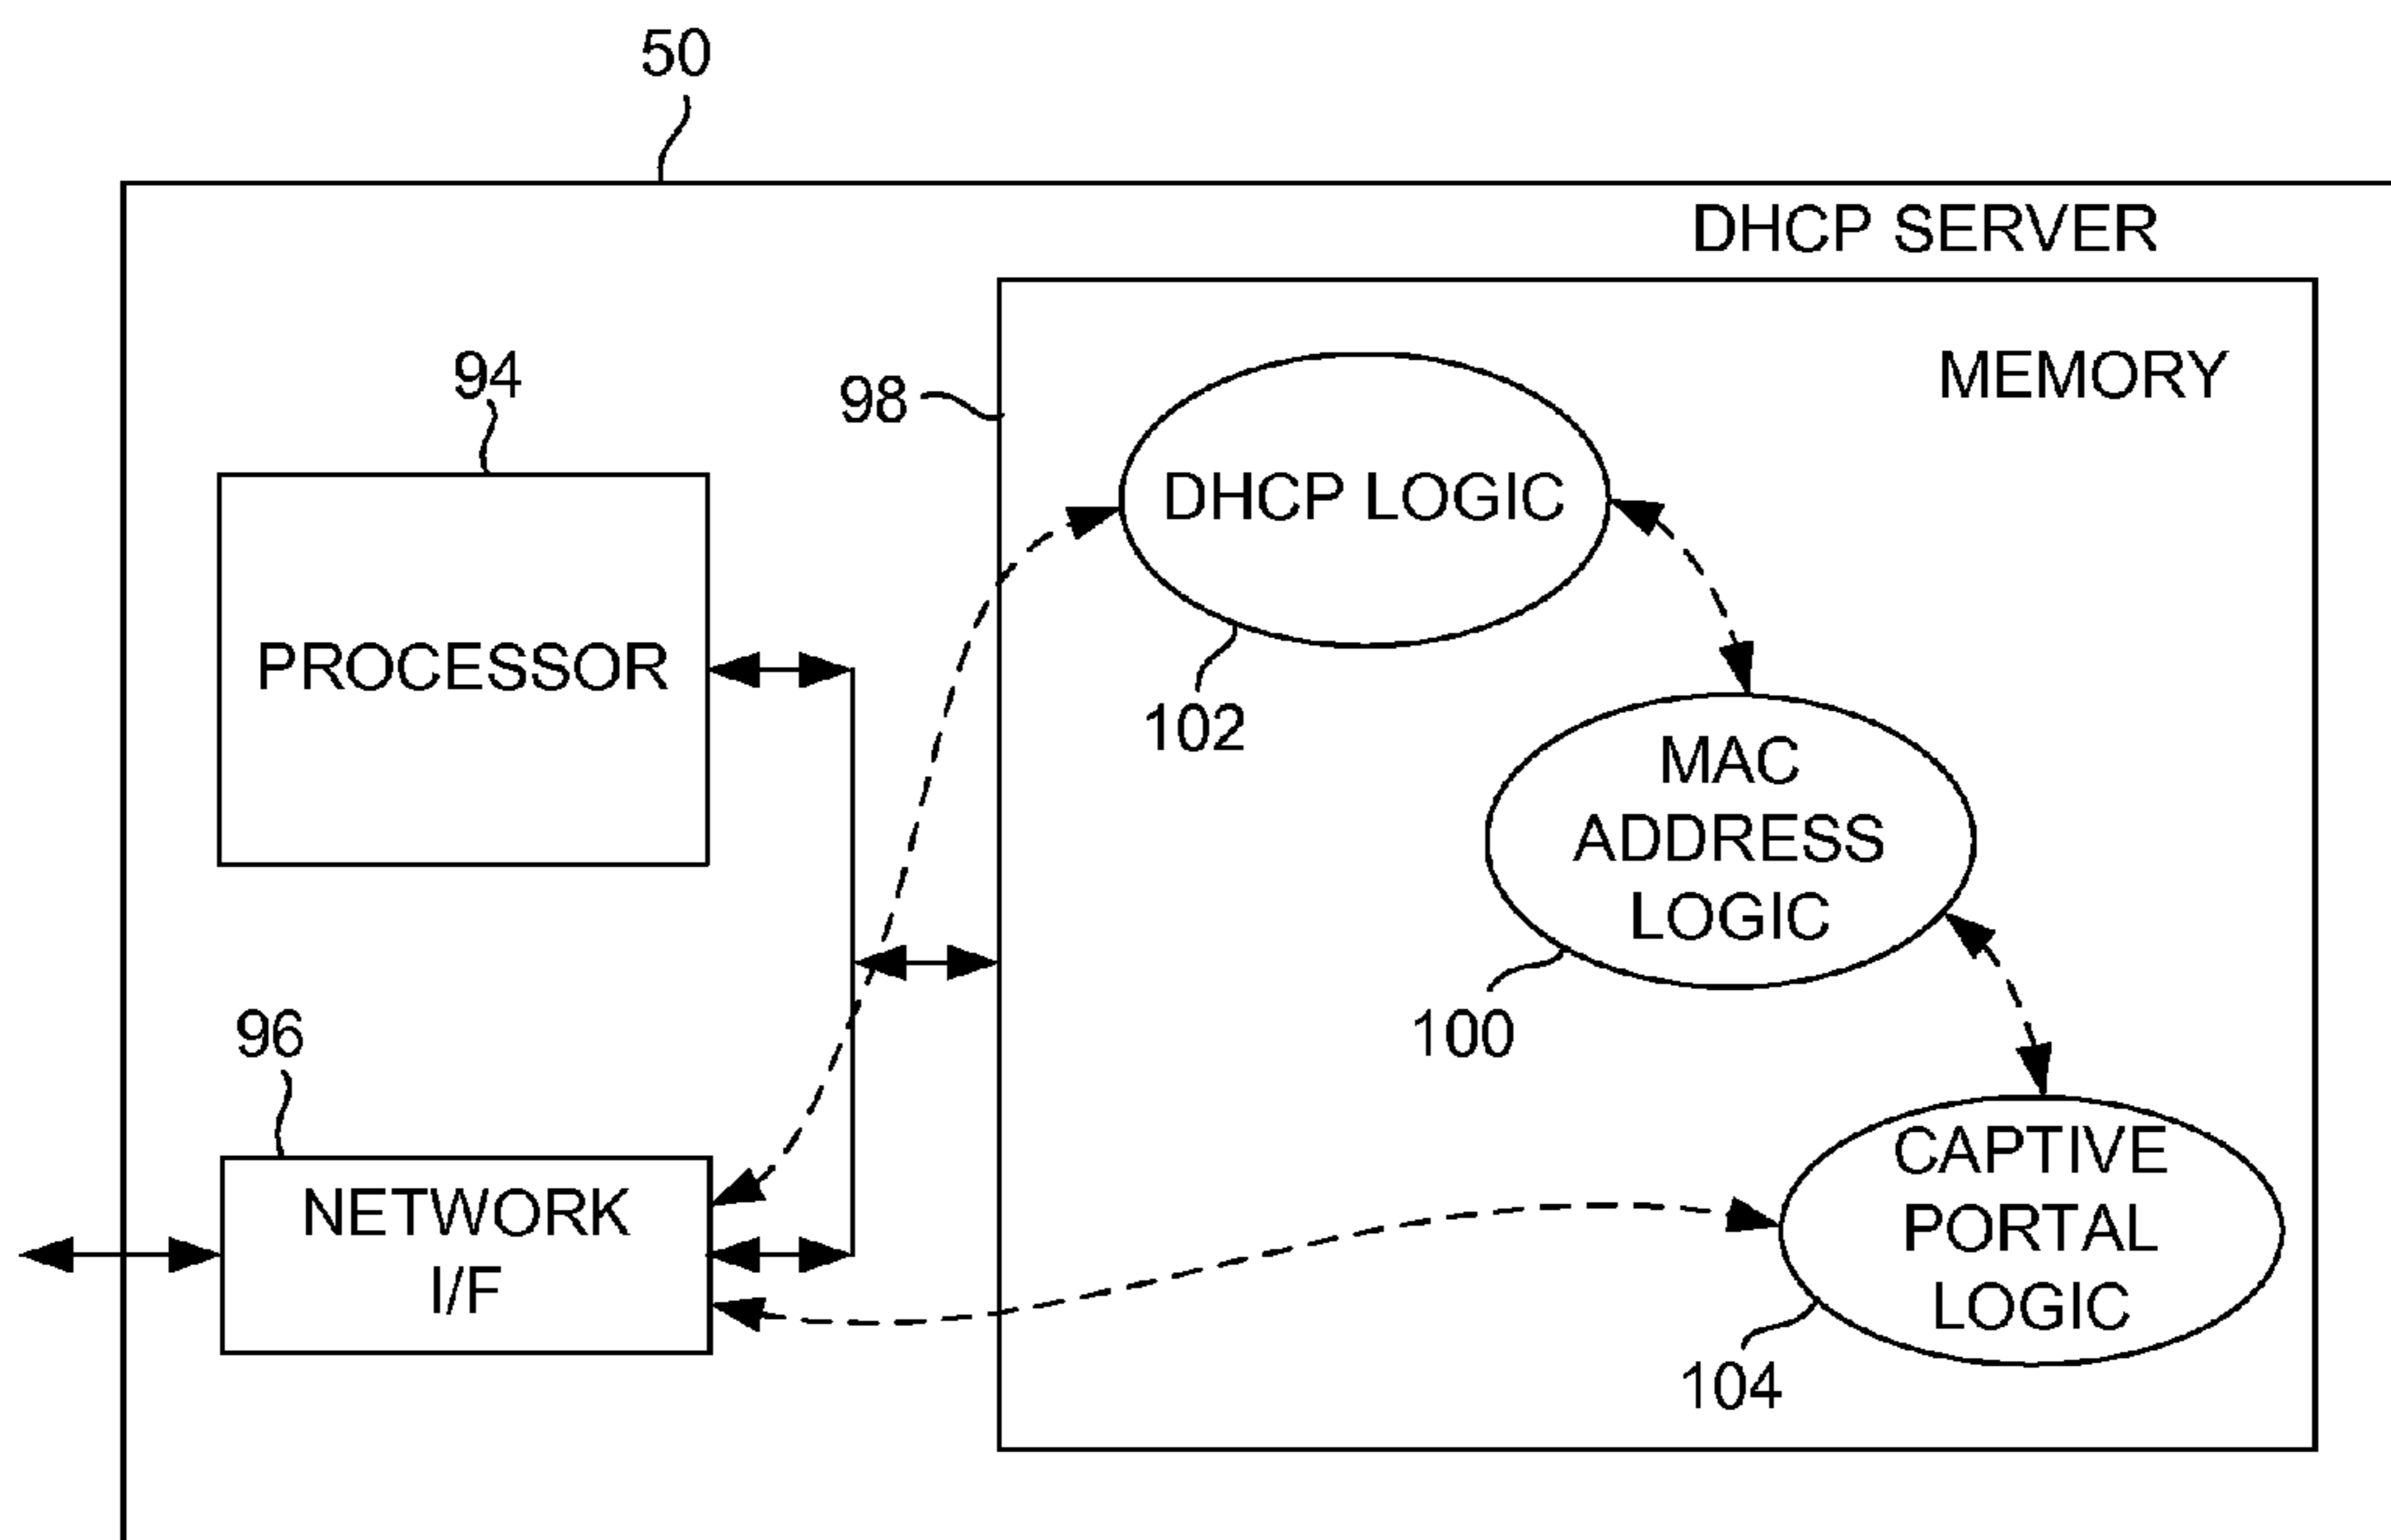 50
DHCP SERVER
MEMORY
94
98
DHCP LOGIC
PROCESSOR
102
MAC
ADDRESS
LOGIC
100
96
NETWORK
I/F
CAPTIVE
PORTAL
LOGIC
104